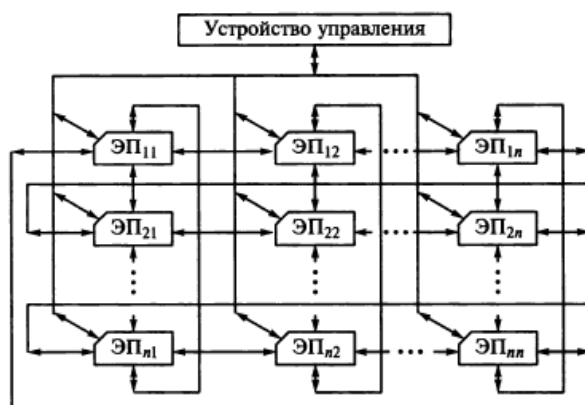 Устройство управления
ЭП11 ЭП12 ... ЭП1n
ЭП21 ЭП22 ... ЭП2n
ЭПn1 ЭПn2 ... ЭПnn